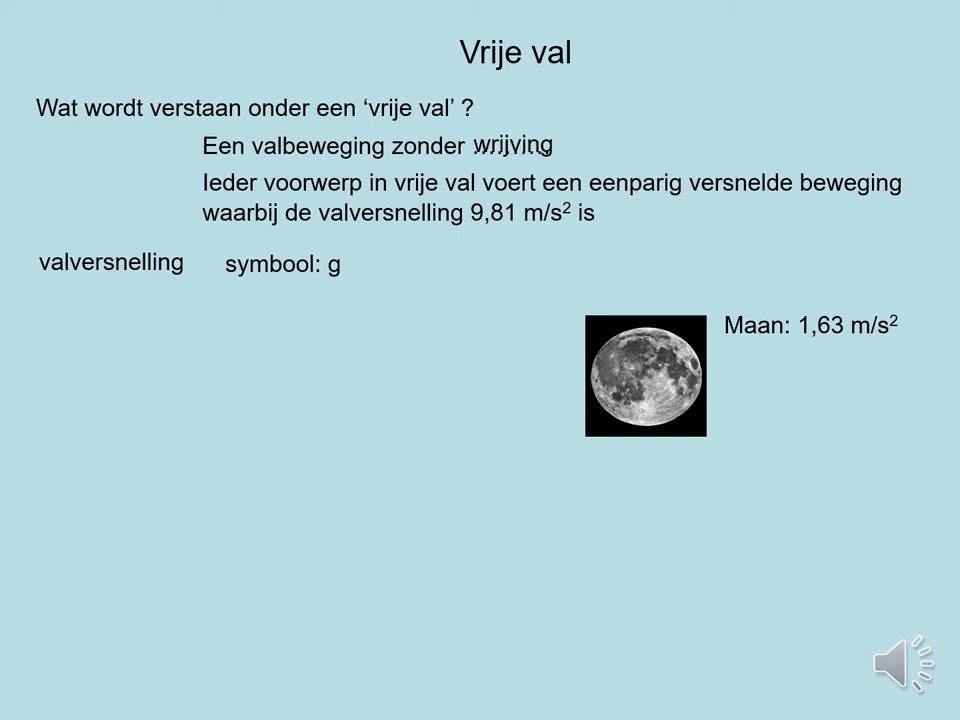 Vrije val
Wat wordt verstaan onder een ‘vrije val’ ?
Een valbeweging zonder ………. wrijving
Ieder voorwerp in vrije val voert een eenparig versnelde beweging
waarbij de valversnelling 9,81 m/s² is
valversnelling symbool: g
Maan: 1,63 m/s²